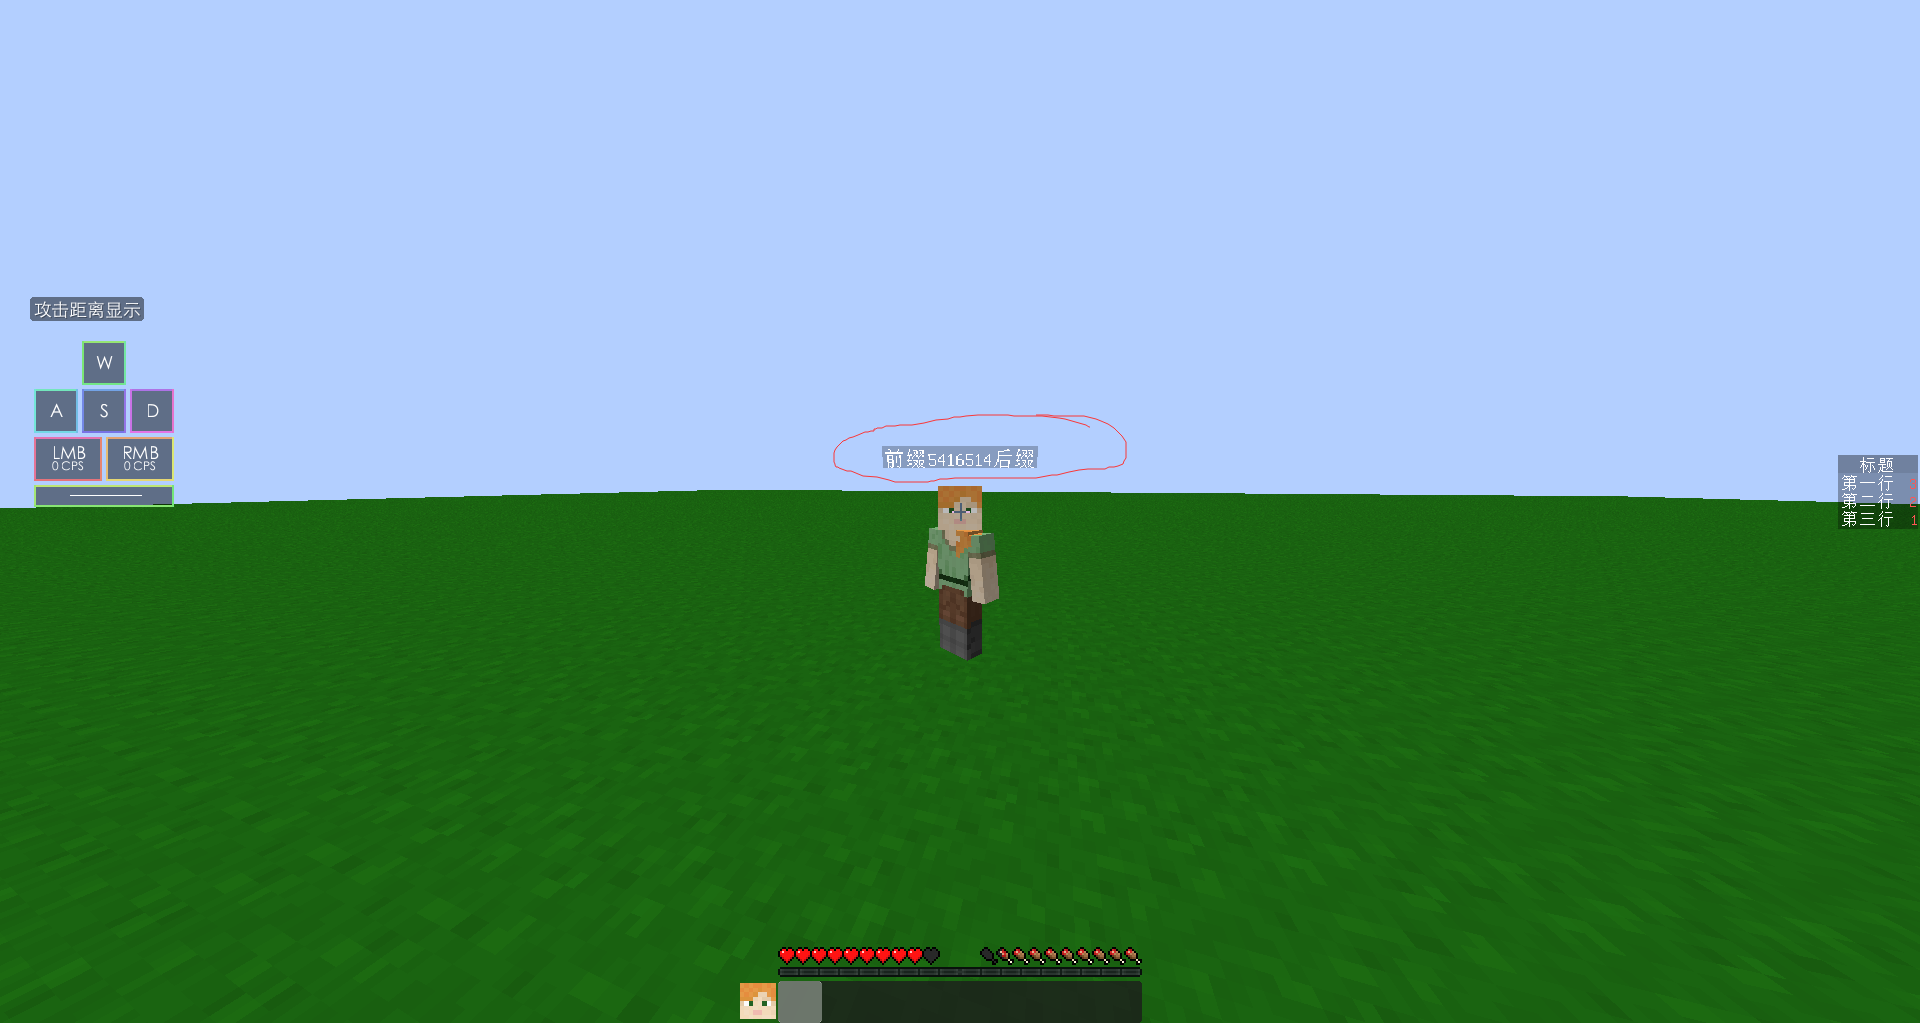 攻击距离显示
W
A S D
LMB RMB
0 CPS 0 CPS
前缀5416514后缀
标题
第一行
第二行
第三行 1